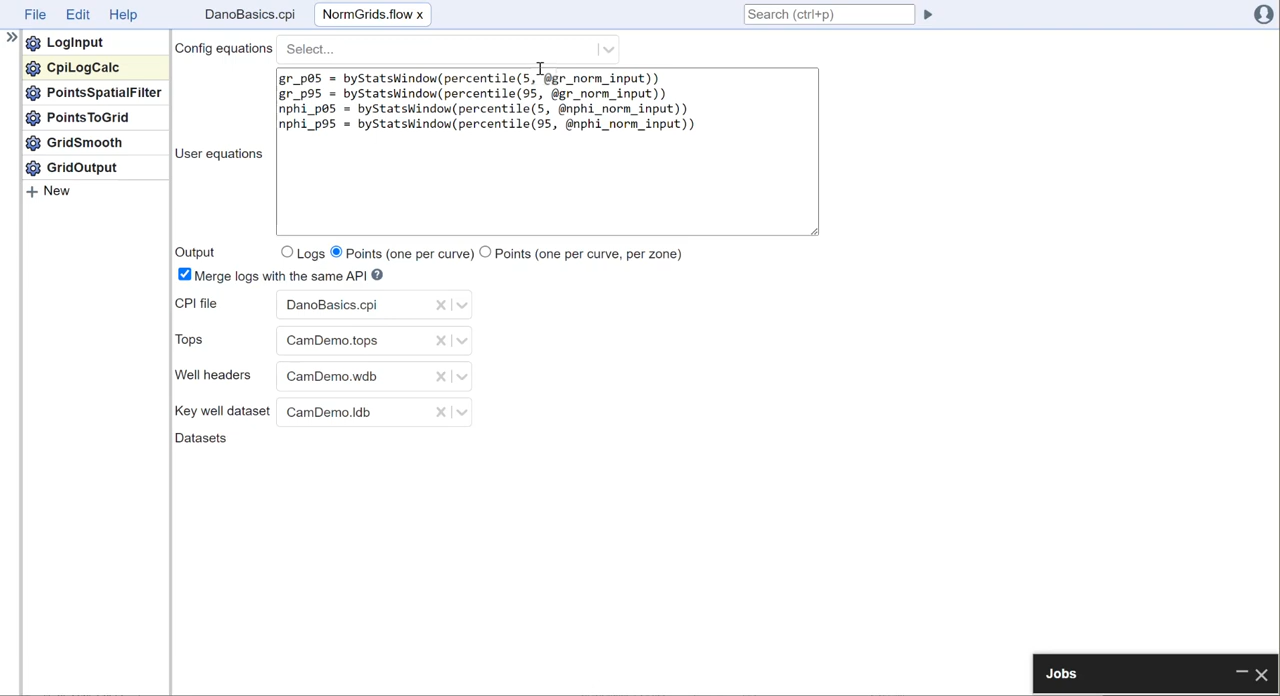 File Edit Help DanoBasics.cpi NormGrids.flow x Search (ctrl+p)
LogInput
CpiLogCalc
PointsSpatialFilter
PointsToGrid
GridSmooth
GridOutput
+ New
Config equations Select...
User equations
gr_p05 = byStatsWindow(percentile(5, @gr_norm_input))
gr_p95 = byStatsWindow(percentile(95, @gr_norm_input))
nphi_p05 = byStatsWindow(percentile(5, @nphi_norm_input))
nphi_p95 = byStatsWindow(percentile(95, @nphi_norm_input))
Output Logs Points (one per curve) Points (one per curve, per zone)
Merge logs with the same API ?
CPI file DanoBasics.cpi
Tops CamDemo.tops
Well headers CamDemo.wdb
Key well dataset CamDemo.ldb
Datasets
Jobs